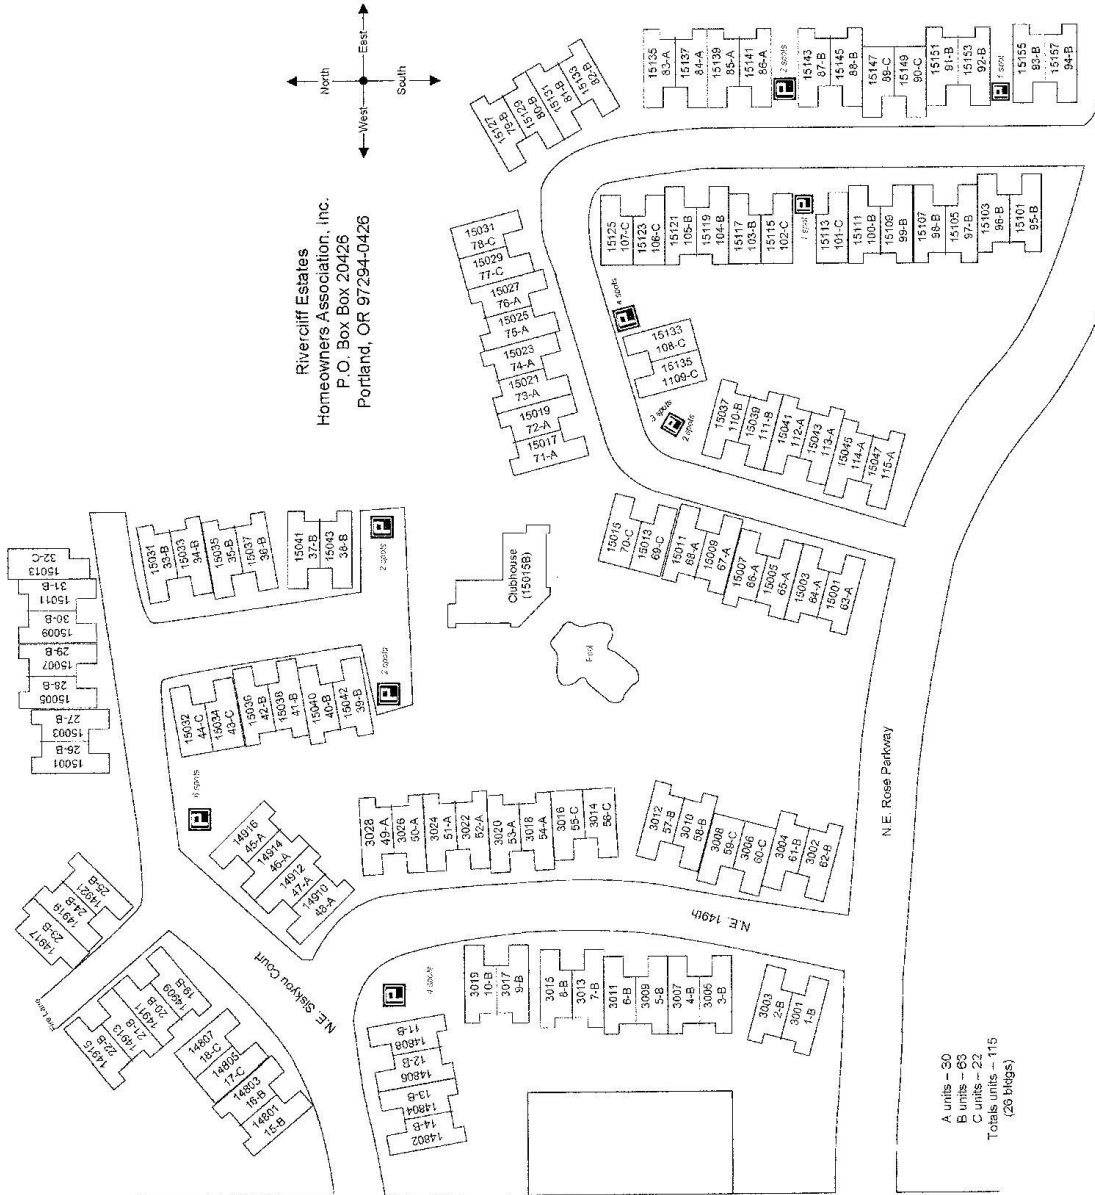 East
North
South
West
Rivercliff Estates
Homeowners Association, Inc.
P.O. Box Box 20426
Portland, OR 97294-0426
15127
79-B
15129
80-B
15131
81-B
15133
82-B
15135
83-A
15137
84-A
15139
85-A
15141
86-A
2 spots
15143
87-B
15145
88-B
15147
89-C
15149
90-C
15151
91-B
15153
92-B
1 spot
15155
93-B
15157
94-B
15125
107-C
15123
106-C
15121
105-B
15119
104-B
15117
103-B
15115
102-C
1 spot
15113
101-C
15111
100-B
15109
99-B
15107
98-B
15105
97-B
15103
96-B
15101
95-B
15031
78-C
15029
77-C
15027
76-A
15025
75-A
15023
74-A
15021
73-A
15019
72-A
15017
71-A
4 spots
15133
108-C
15135
1109-C
3 spots
2 spots
15037
110-B
15039
111-B
15041
112-A
15043
113-A
15045
114-A
15047
115-A
15015
70-C
15013
69-C
15011
68-A
15009
67-A
15007
66-A
15005
65-A
15003
64-A
15001
63-A
Clubhouse
(15015B)
Pool
15031
33-B
15033
34-B
15035
35-B
15037
36-B
15041
37-B
15043
38-B
2 spots
32-C
15013
31-B
15011
30-B
15009
29-B
15007
28-B
15005
27-B
15003
26-B
15001
15032
44-C
15034
43-C
15036
42-B
15038
41-B
15040
40-B
15042
39-B
2 spots
6 spots
14916
45-A
14914
46-A
14912
47-A
14910
48-A
3028
49-A
3026
50-A
3024
51-A
3022
52-A
3020
53-A
3018
54-A
3016
55-C
3014
56-C
3012
57-B
3010
58-B
3008
59-C
3006
60-C
3004
61-B
3002
62-B
N.E. Rose Parkway
N.E. 149th
N.E. Siskyou Court
Fire Lane
25-B
14921
24-B
14919
23-B
14917
19-B
14909
20-B
14911
21-B
14913
22-B
14915
14807
18-C
14805
17-C
14803
16-B
14801
15-B
4 spots
11-B
14808
12-B
14806
13-B
14804
14-B
14802
3019
10-B
3017
9-B
3015
8-B
3013
7-B
3011
6-B
3009
5-B
3007
4-B
3005
3-B
3003
2-B
3001
1-B
A units – 30
B units – 63
C units – 22
Totals units – 115
(26 bldgs)